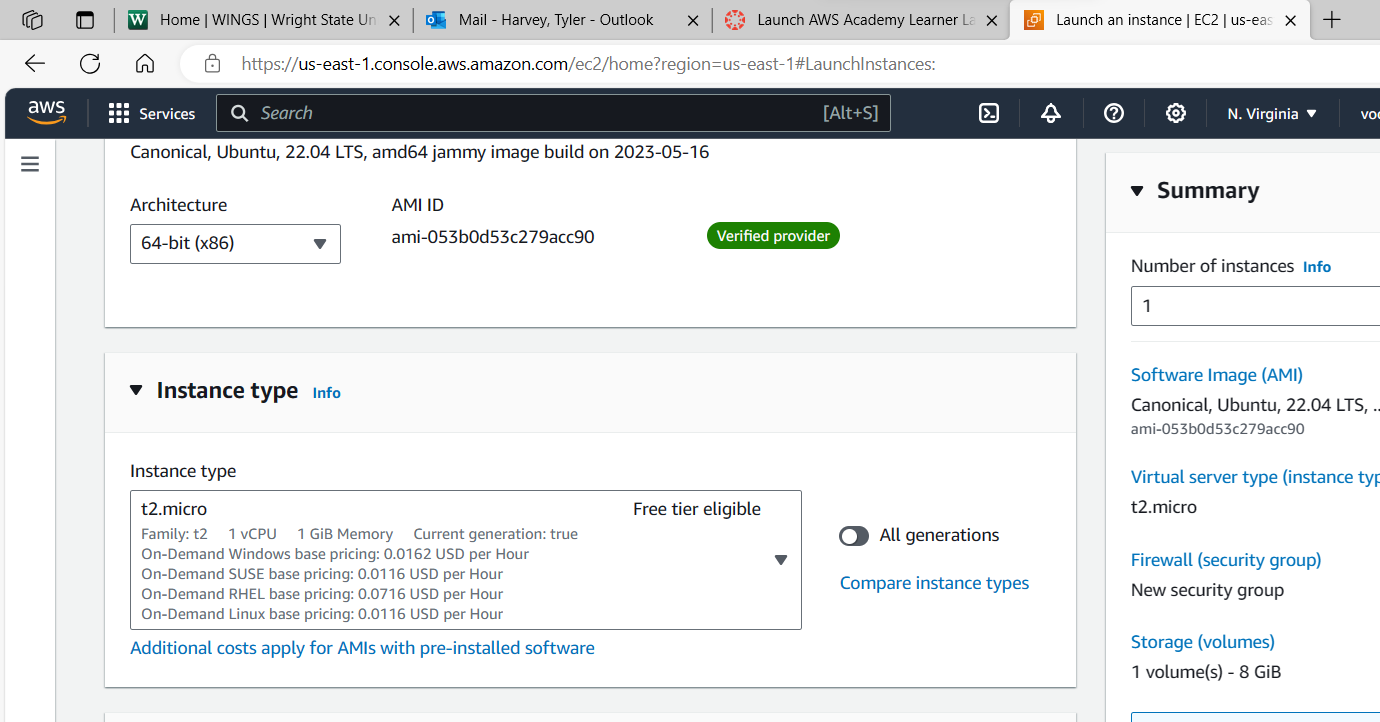 Home | WINGS | Wright State Un
Mail - Harvey, Tyler - Outlook
Launch AWS Academy Learner La
Launch an instance | EC2 | us-eas
https://us-east-1.console.aws.amazon.com/ec2/home?region=us-east-1#LaunchInstances:
aws
Services
Search
[Alt+S]
N. Virginia
voc
Canonical, Ubuntu, 22.04 LTS, amd64 jammy image build on 2023-05-16
Architecture
AMI ID
64-bit (x86)
ami-053b0d53c279acc90
Verified provider
Instance type Info
Instance type
t2.micro
Free tier eligible
Family: t2 1 vCPU 1 GiB Memory Current generation: true
On-Demand Windows base pricing: 0.0162 USD per Hour
On-Demand SUSE base pricing: 0.0116 USD per Hour
On-Demand RHEL base pricing: 0.0716 USD per Hour
On-Demand Linux base pricing: 0.0116 USD per Hour
All generations
Compare instance types
Additional costs apply for AMIs with pre-installed software
Summary
Number of instances Info
1
Software Image (AMI)
Canonical, Ubuntu, 22.04 LTS, ..
ami-053b0d53c279acc90
Virtual server type (instance typ
t2.micro
Firewall (security group)
New security group
Storage (volumes)
1 volume(s) - 8 GiB